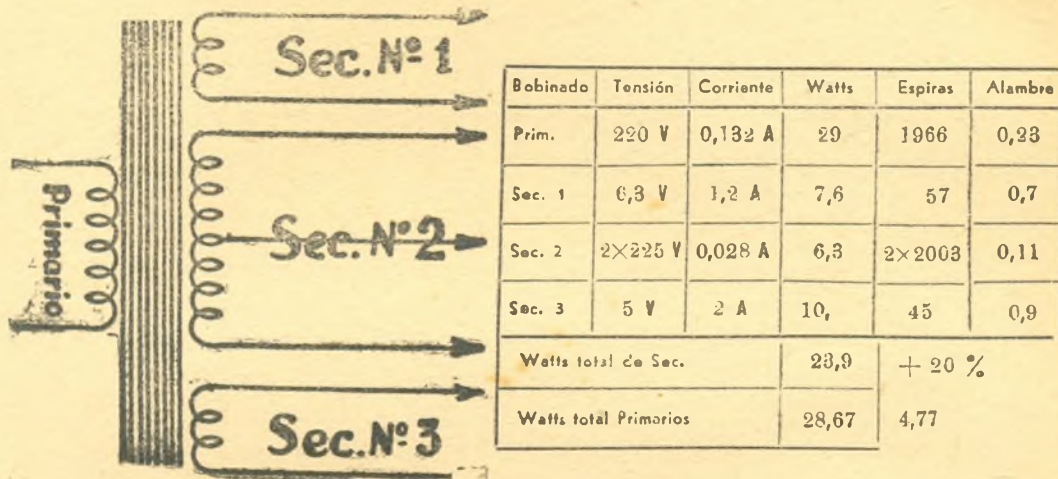 Sec. Nº 1
Primario
Sec. Nº 2
Sec. Nº 3
Bobinado Tensión Corriente Watts Espiras Alambre
Prim. 220 V 0,132 A 29 1966 0,23
Sec. 1 6,3 V 1,2 A 7,6 57 0,7
Sec. 2 2×225 V 0,028 A 6,3 2×2003 0,11
Sec. 3 5 V 2 A 10, 45 0,9
Watts total de Sec. 23,9 + 20 %
Watts total Primarios 28,67 4,77